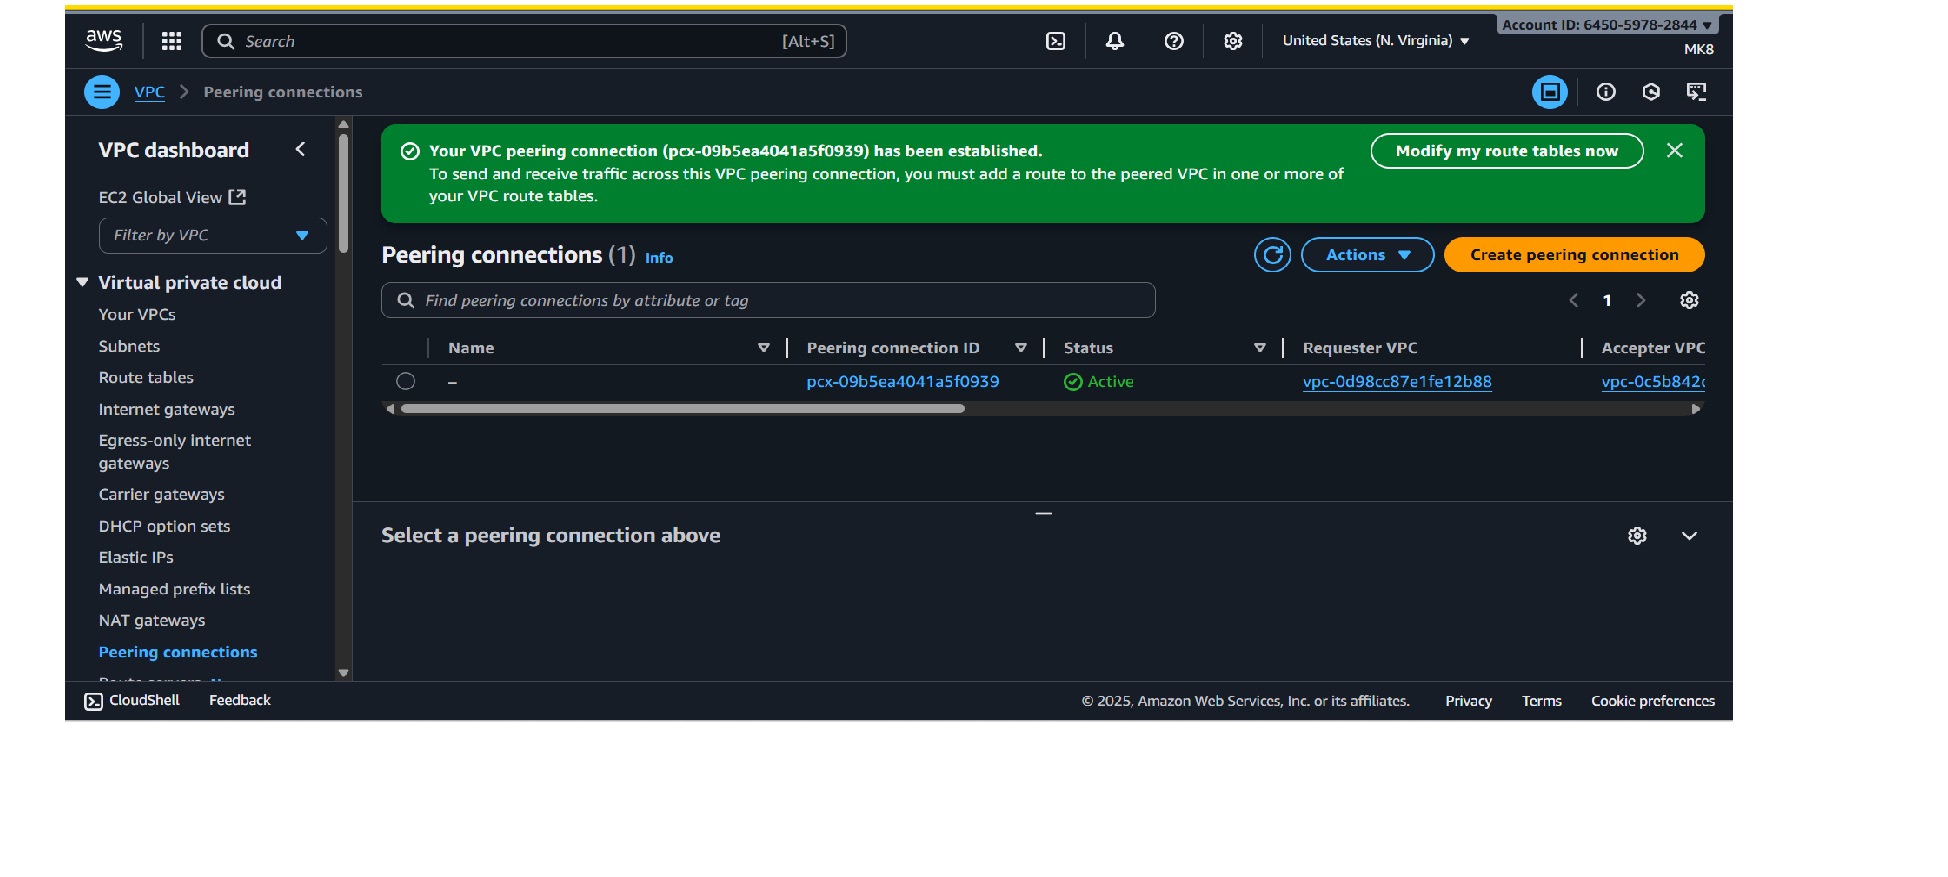 aws
Search [Alt+S]
United States (N. Virginia)
Account ID: 6450-5978-2844
MK8
VPC
Peering connections
VPC dashboard
EC2 Global View
Filter by VPC
Virtual private cloud
Your VPCs
Subnets
Route tables
Internet gateways
Egress-only internet
gateways
Carrier gateways
DHCP option sets
Elastic IPs
Managed prefix lists
NAT gateways
Peering connections
Your VPC peering connection (pcx-09b5ea4041a5f0939) has been established.
To send and receive traffic across this VPC peering connection, you must add a route to the peered VPC in one or more of
your VPC route tables.
Modify my route tables now
Peering connections (1) Info
Actions
Create peering connection
Find peering connections by attribute or tag
1
Name Peering connection ID Status Requester VPC Accepter VPC
– pcx-09b5ea4041a5f0939 Active vpc-0d98cc87e1fe12b88 vpc-0c5b842
Select a peering connection above
CloudShell Feedback
© 2025, Amazon Web Services, Inc. or its affiliates. Privacy Terms Cookie preferences